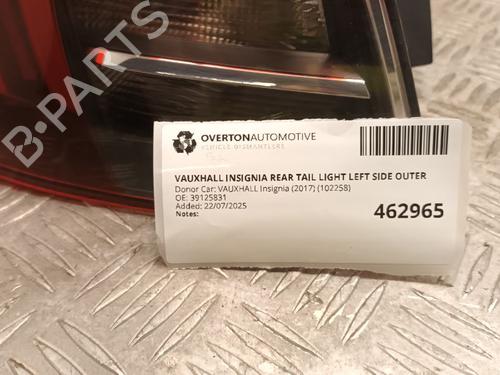 B-PARTS
OVERTONAUTOMOTIVE
VEHICLE DISMANTLERS
VAUXHALL INSIGNIA REAR TAIL LIGHT LEFT SIDE OUTER
Donor Car: VAUXHALL Insignia (2017) (102258)
OE: 39125831
Added: 22/07/2025
Notes:
462965